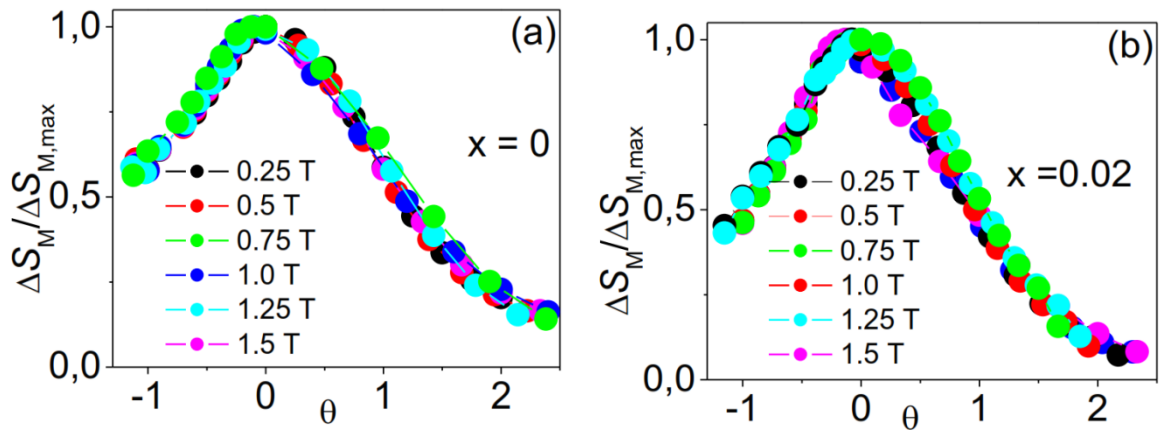 (a)
1,0
0,5
0,0
ΔS_M/ΔS_M,max
x = 0
0.25 T
0.5 T
0.75 T
1.0 T
1.25 T
1.5 T
-1 0 1 2
θ
(b)
1,0
0,5
0,0
ΔS_M/ΔS_M,max
x =0.02
0.25 T
0.5 T
0.75 T
1.0 T
1.25 T
1.5 T
-1 0 1 2
θ